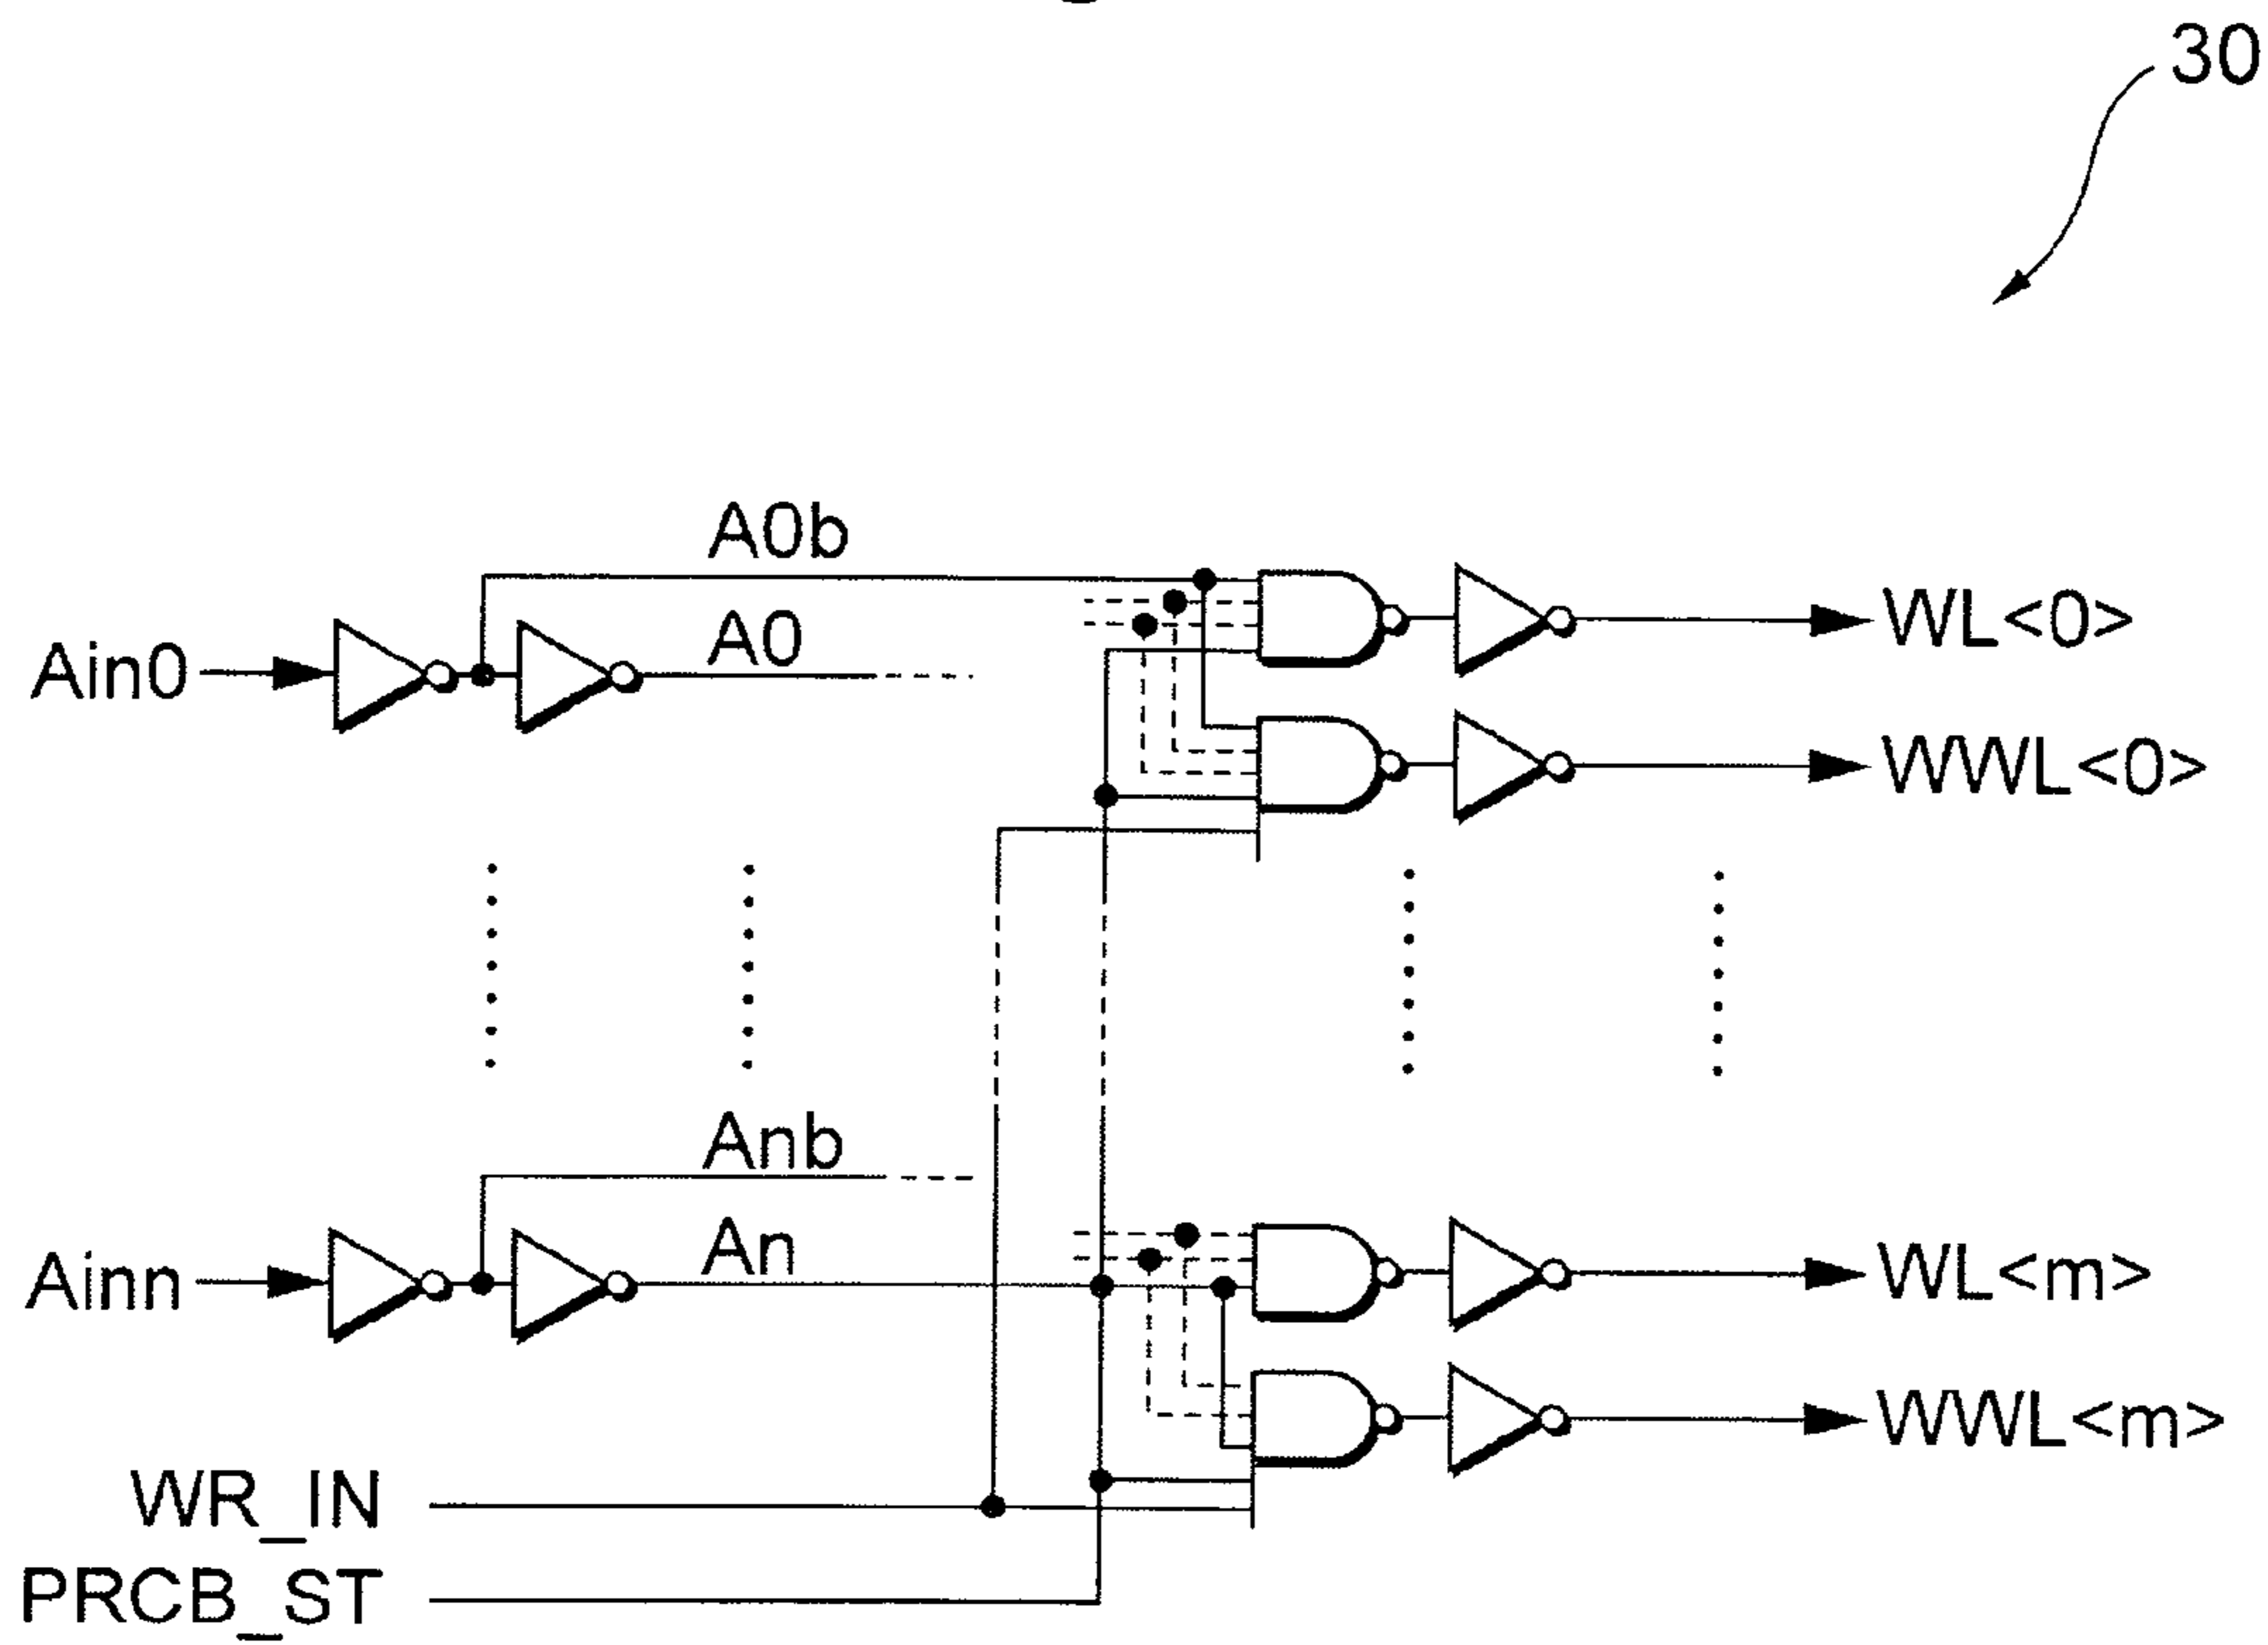 30
A0b
A0
Ain0
WL<0>
WWL<0>
Anb
An
Ainn
WL<m>
WWL<m>
WR_IN
PRCB_ST